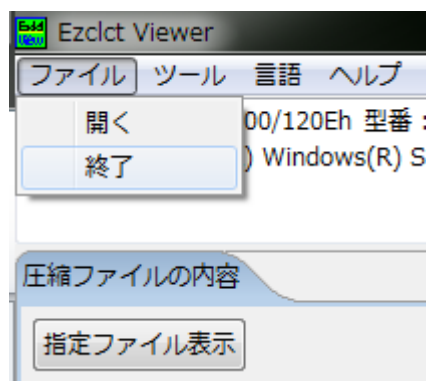 Ezclct Viewer
ファイル ツール 言語 ヘルプ
開く
00/120Eh 型番 :
終了
) Windows(R) S
圧縮ファイルの内容
指定ファイル表示